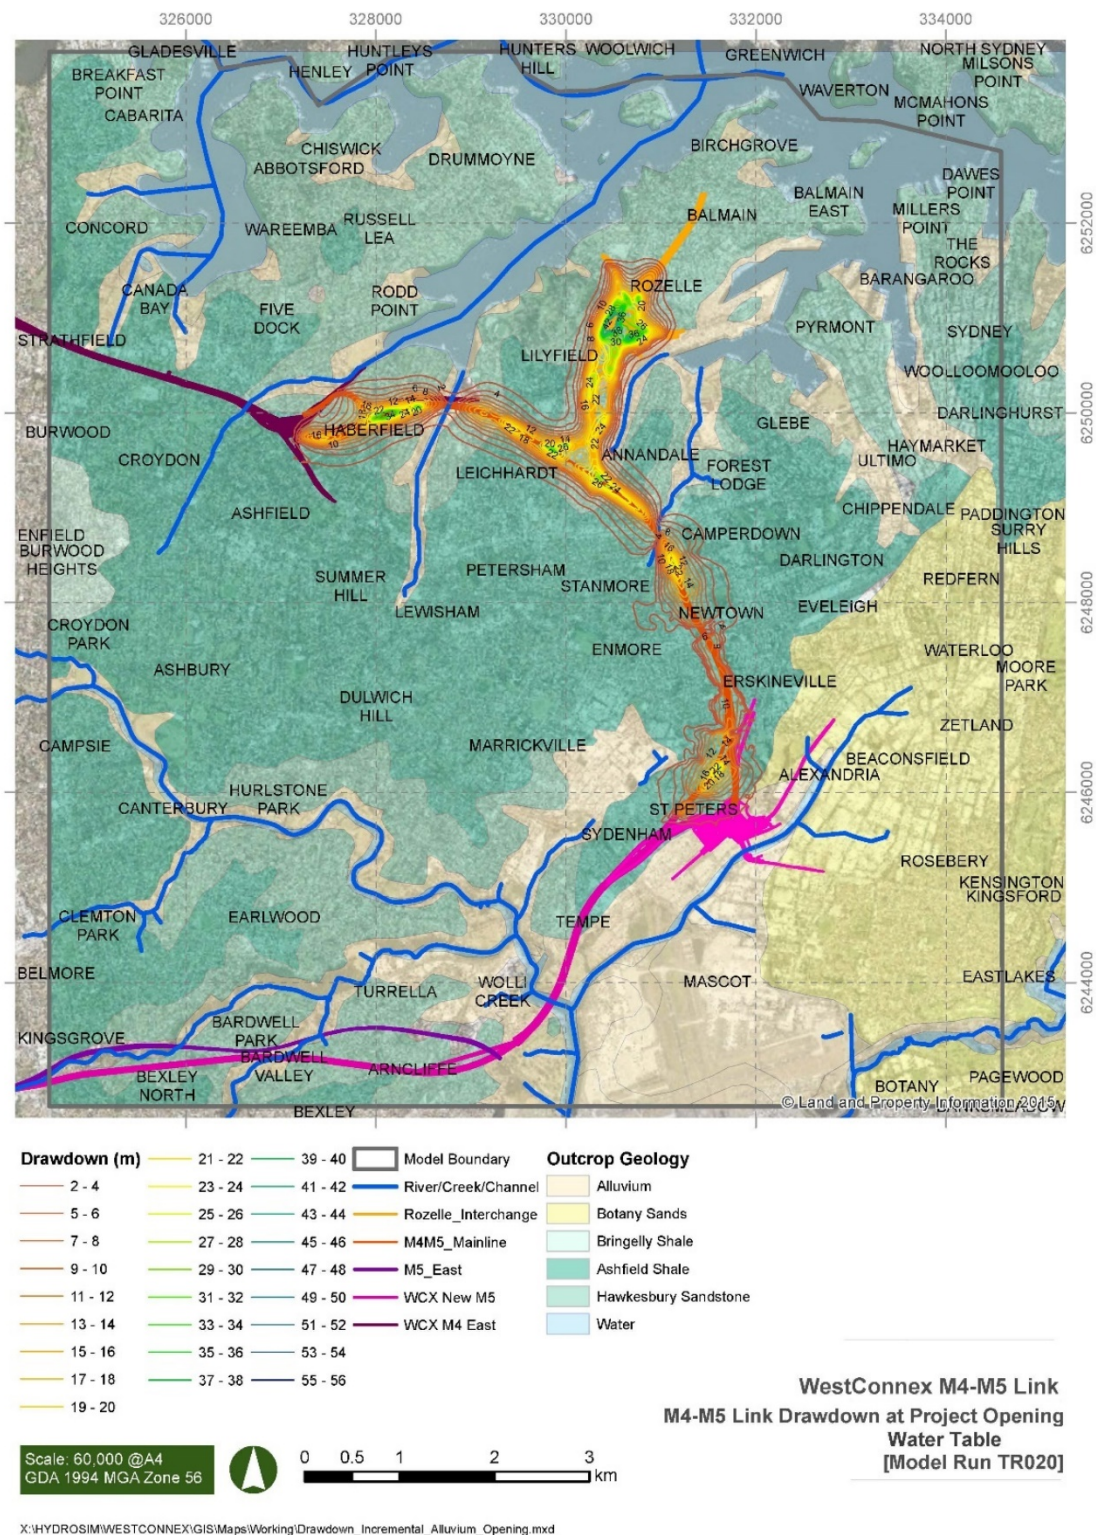 326000 328000 330000 332000 334000
GLADESVILLE
HUNTLEYS
POINT
HUNTERS
HILL
WOOLWICH
GREENWICH
NORTH SYDNEY
MILSONS
POINT
BREAKFAST
POINT
HENLEY
CABARITA
WAVERTON
MCMAHONS
POINT
CHISWICK
ABBOTSFORD
DRUMMOYNE
BIRCHGROVE
DAWES
POINT
CONCORD
WAREEMBA
RUSSELL
LEA
BALMAIN
BALMAIN
EAST
MILLERS
POINT
6252000
THE
ROCKS
BARANGAROO
CANADA
BAY
FIVE
DOCK
RODD
POINT
ROZELLE
PYRMONT
SYDNEY
STRATHFIELD
LILYFIELD
WOOLLOOMOOLOO
6250000
DARLINGHURST
BURWOOD
HABERFIELD
GLEBE
HAYMARKET
CROYDON
LEICHHARDT
ANNANDALE
FOREST
LODGE
ULTIMO
ASHFIELD
CHIPPENDALE
PADDINGTON
SURRY
HILLS
ENFIELD
BURWOOD
HEIGHTS
CAMPERDOWN
DARLINGTON
SUMMER
HILL
PETERSHAM
STANMORE
REDFERN
LEWISHAM
NEWTOWN
EVELEIGH
6248000
CROYDON
PARK
ENMORE
WATERLOO
MOORE
PARK
ASHBURY
ERSKINEVILLE
DULWICH
HILL
ZETLAND
CAMPSIE
MARRICKVILLE
BEACONSFIELD
ALEXANDRIA
HURLSTONE
PARK
CANTERBURY
ST PETERS
6246000
SYDENHAM
ROSEBERY
KENSINGTON
KINGSFORD
CLEMTON
PARK
EARLWOOD
TEMPE
BELMORE
TURRELLA
WOLLI
CREEK
MASCOT
EASTLAKES
6244000
KINGSGROVE
BARDWELL
PARK
BARDWELL
VALLEY
ARNCLIFFE
BEXLEY
NORTH
BOTANY
PAGEWOOD
BEXLEY
BANKSMEADOW
© Land and Property Information 2015
Drawdown (m)
2 - 4
5 - 6
7 - 8
9 - 10
11 - 12
13 - 14
15 - 16
17 - 18
19 - 20
21 - 22
23 - 24
25 - 26
27 - 28
29 - 30
31 - 32
33 - 34
35 - 36
37 - 38
39 - 40
41 - 42
43 - 44
45 - 46
47 - 48
49 - 50
51 - 52
53 - 54
55 - 56
Model Boundary
River/Creek/Channel
Rozelle_Interchange
M4M5_Mainline
M5_East
WCX New M5
WCX M4 East
Outcrop Geology
Alluvium
Botany Sands
Bringelly Shale
Ashfield Shale
Hawkesbury Sandstone
Water
WestConnex M4-M5 Link
M4-M5 Link Drawdown at Project Opening
Water Table
[Model Run TR020]
Scale: 60,000 @A4
GDA 1994 MGA Zone 56
0 0.5 1 2 3
km
X:\HYDROSIM\WESTCONNEX\GIS\Maps\Working\Drawdown_Incremental_Alluvium_Opening.mxd